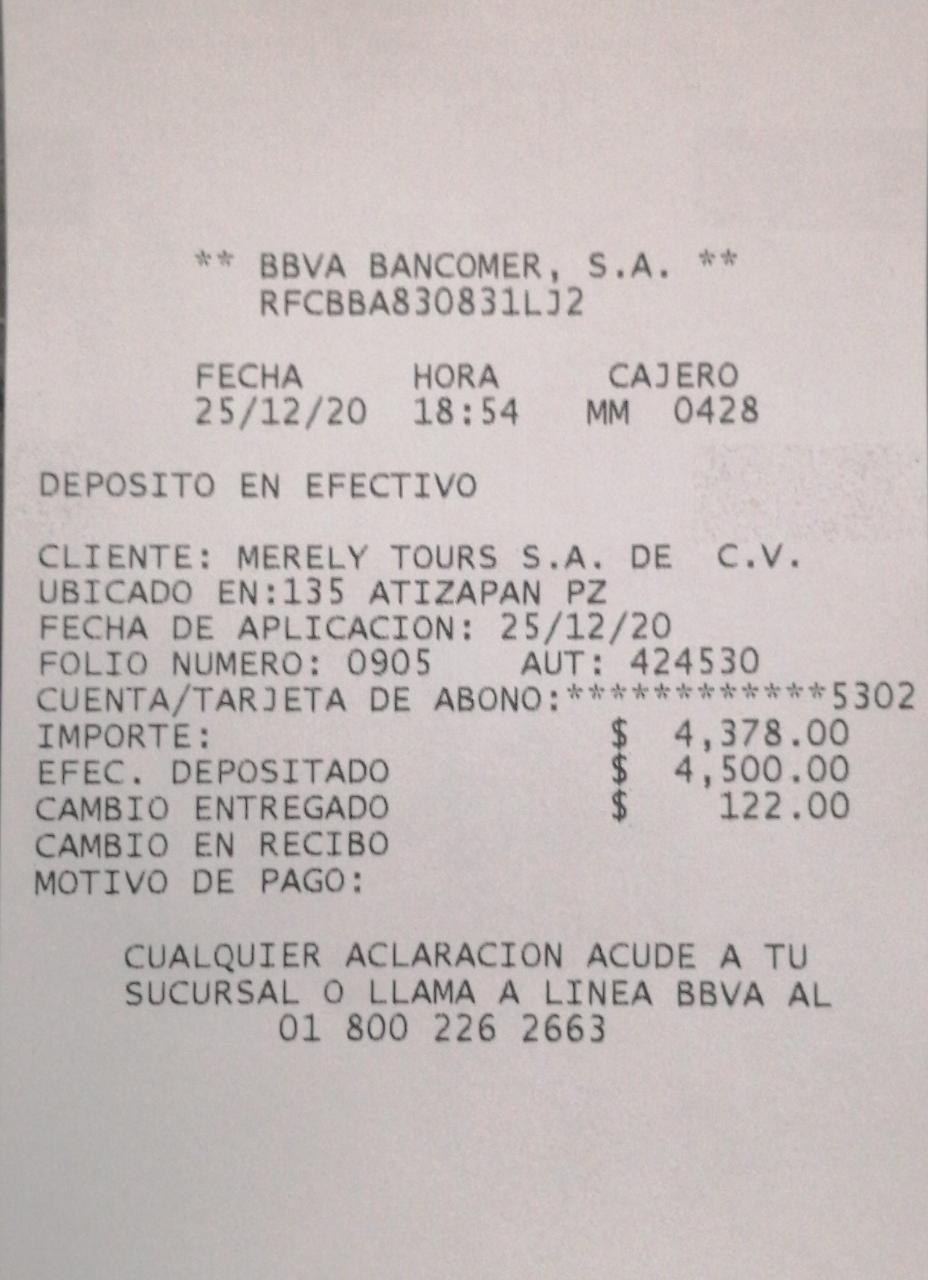 ** BBVA BANCOMER, S.A. **
RFCBBA830831LJ2
FECHA HORA CAJERO
25/12/20 18:54 MM 0428
DEPOSITO EN EFECTIVO
CLIENTE: MERELY TOURS S.A. DE C.V.
UBICADO EN:135 ATIZAPAN PZ
FECHA DE APLICACION: 25/12/20
FOLIO NUMERO: 0905 AUT: 424530
CUENTA/TARJETA DE ABONO:************5302
IMPORTE: $ 4,378.00
EFEC. DEPOSITADO $ 4,500.00
CAMBIO ENTREGADO $ 122.00
CAMBIO EN RECIBO
MOTIVO DE PAGO:
CUALQUIER ACLARACION ACUDE A TU
SUCURSAL O LLAMA A LINEA BBVA AL
01 800 226 2663